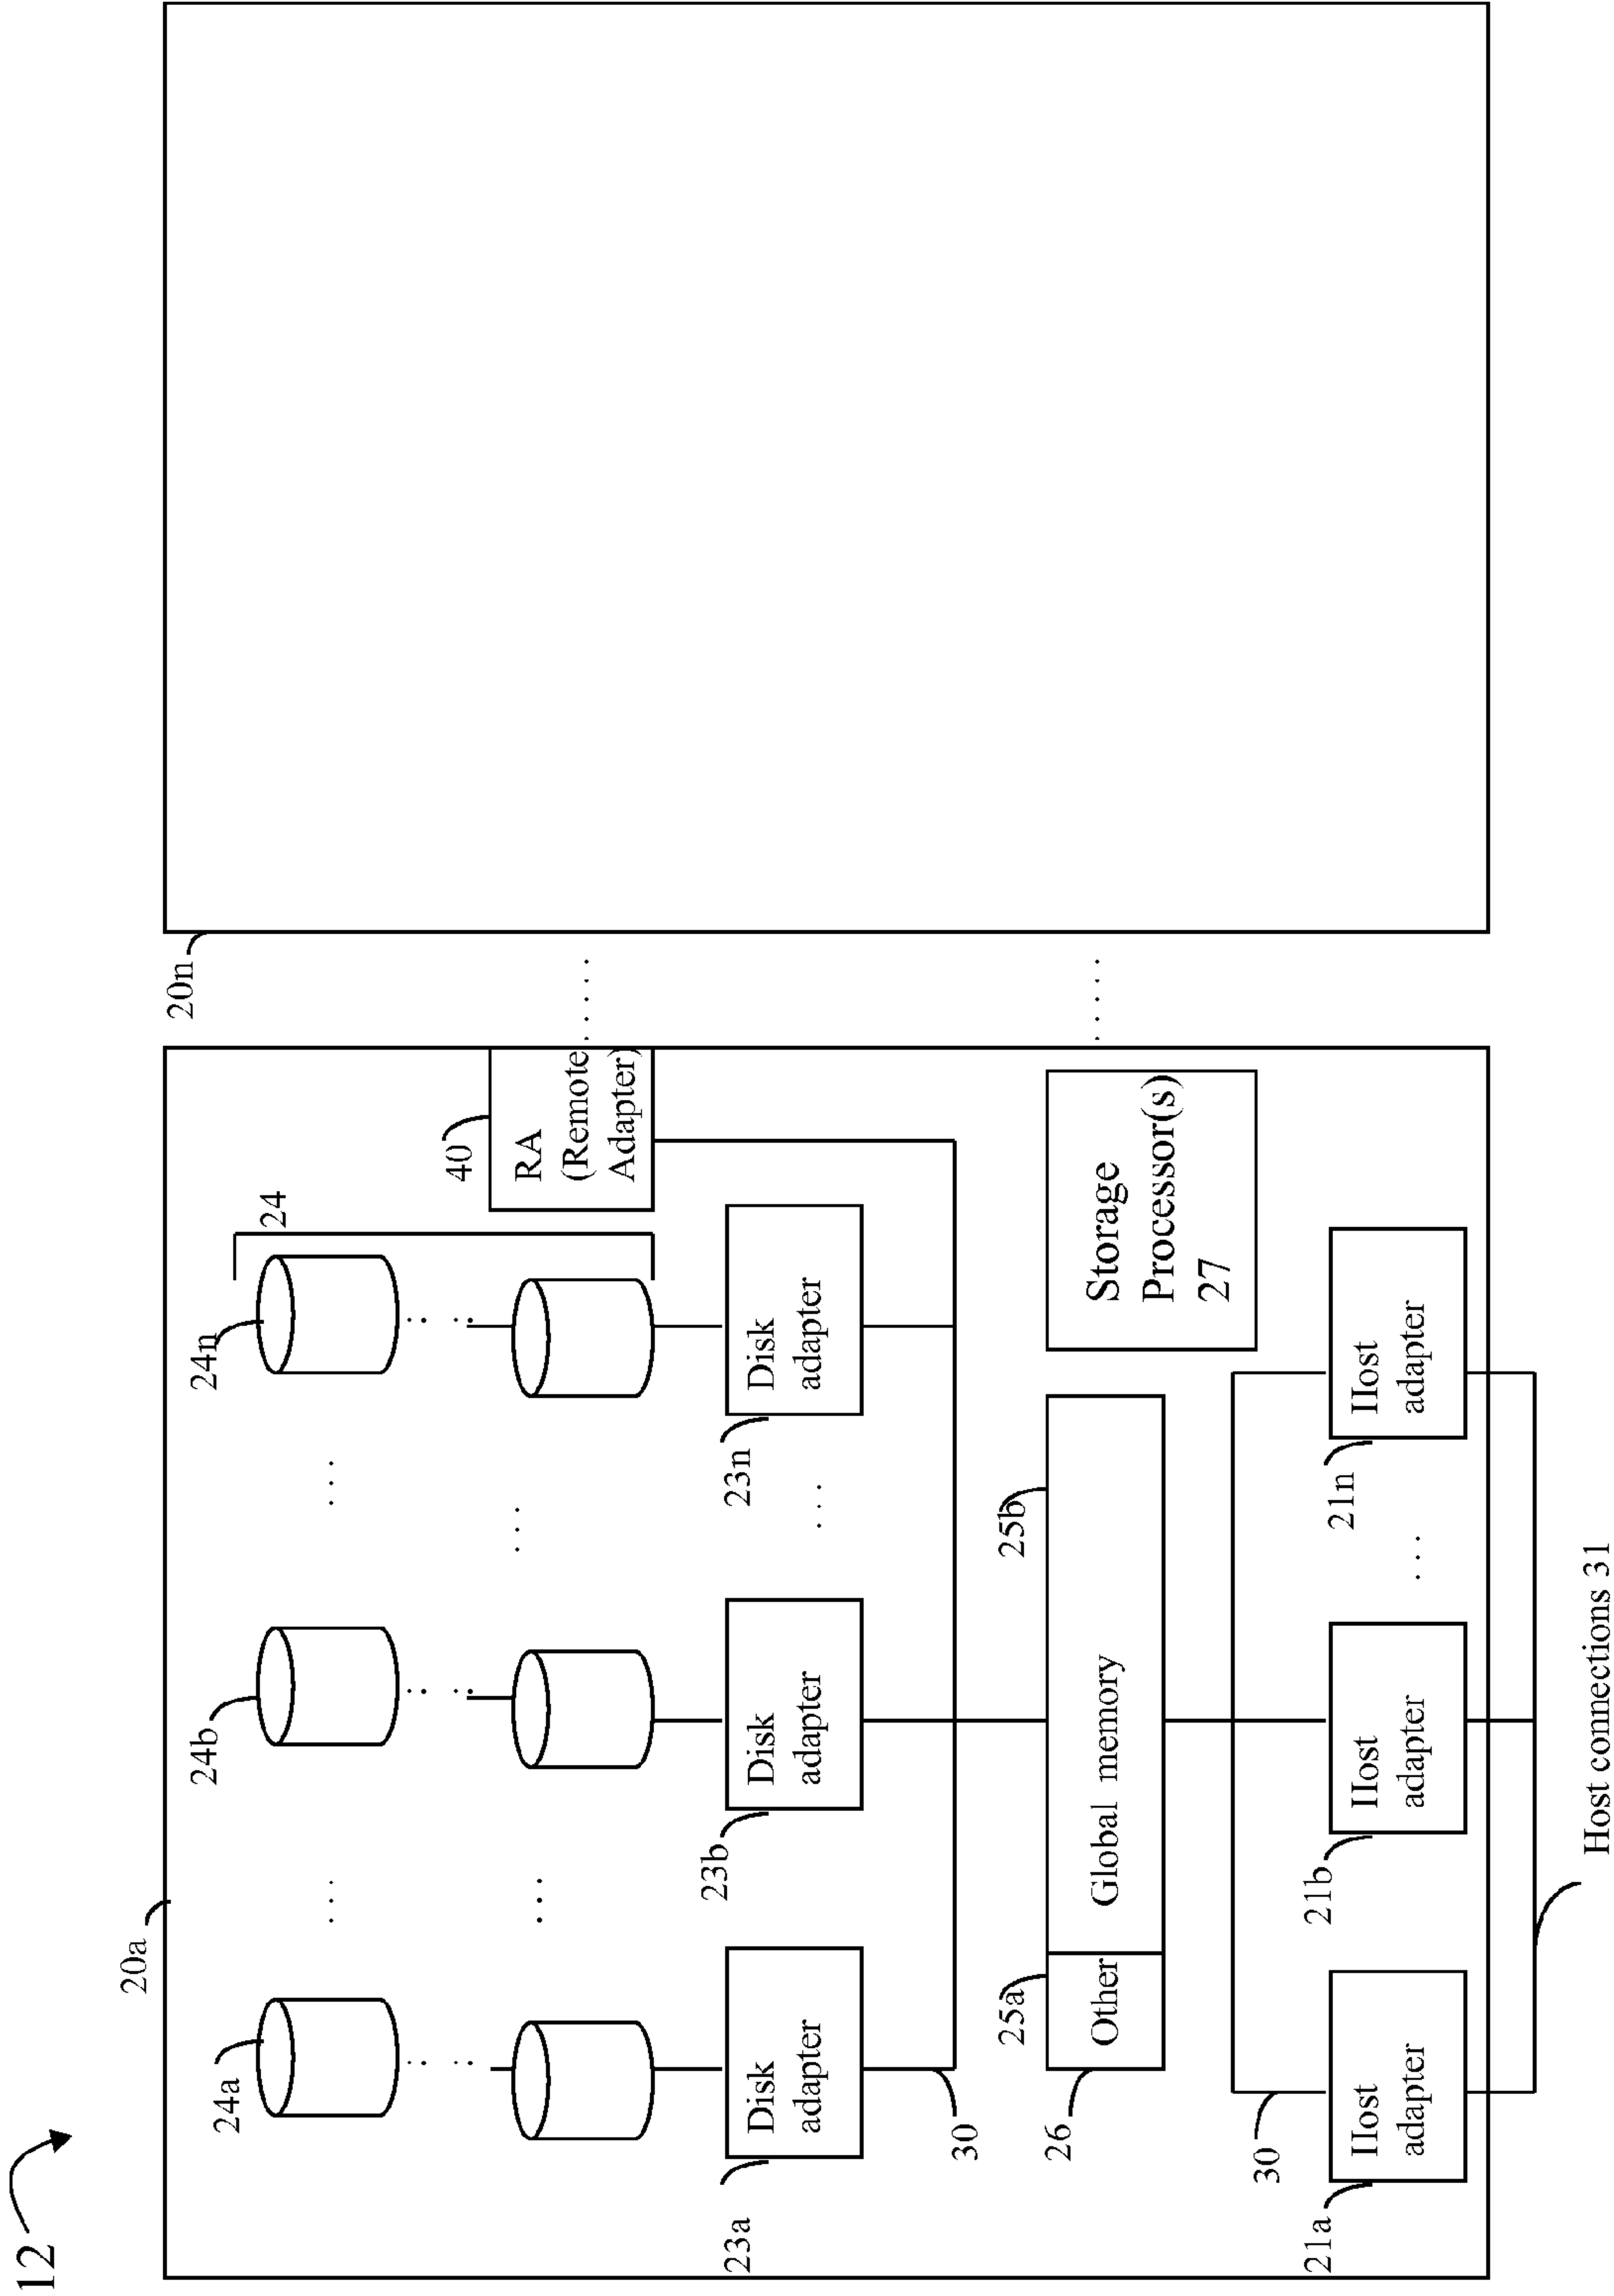 12
20a
20n
24a
24b
24n
24
40
RA
(Remote
Adapter)
23a
Disk
adapter
23b
Disk
adapter
...
23n
Disk
adapter
30
25a
25b
26
Other
Global memory
Storage
Processor(s)
27
30
21a
Host
adapter
21b
Host
adapter
...
21n
Host
adapter
Host connections 31